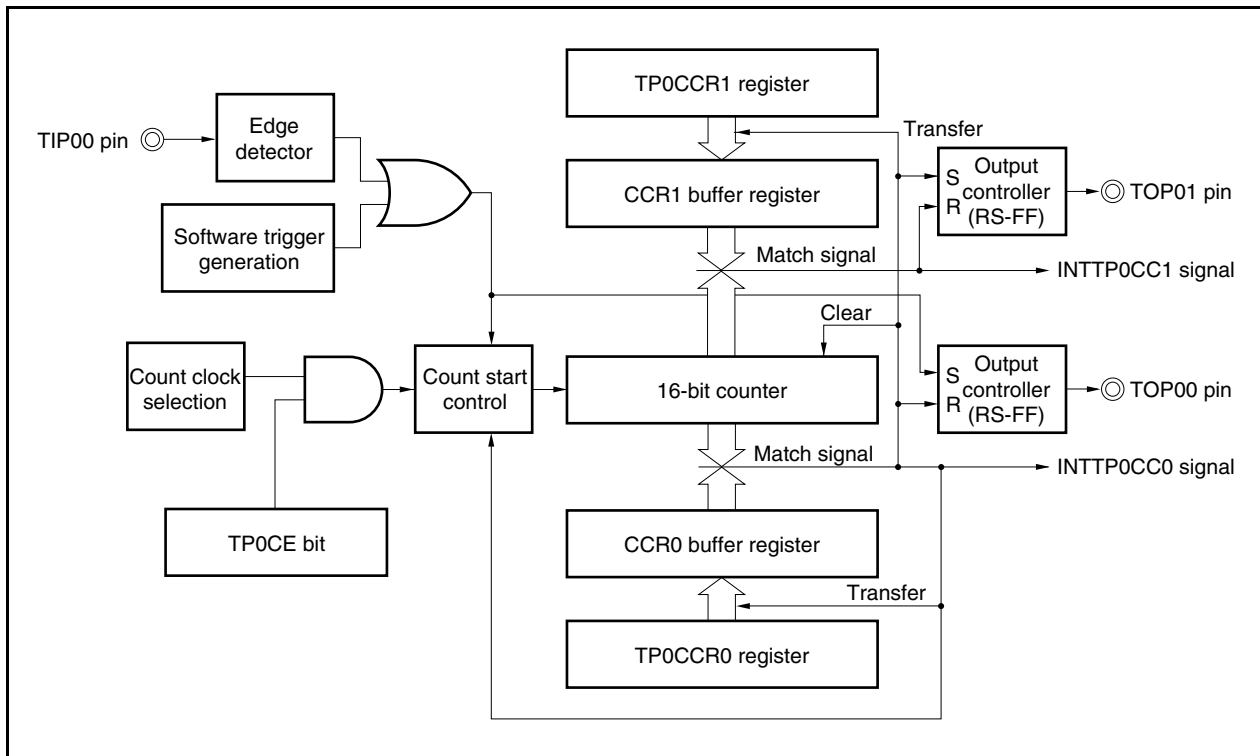 TP0CCR1 register
TIP00 pin
Edge
detector
Transfer
CCR1 buffer register
S
R
Output
controller
(RS-FF)
TOP01 pin
Software trigger
generation
Match signal
INTTP0CC1 signal
Clear
Count clock
selection
Count start
control
16-bit counter
S
R
Output
controller
(RS-FF)
TOP00 pin
Match signal
INTTP0CC0 signal
TP0CE bit
CCR0 buffer register
Transfer
TP0CCR0 register